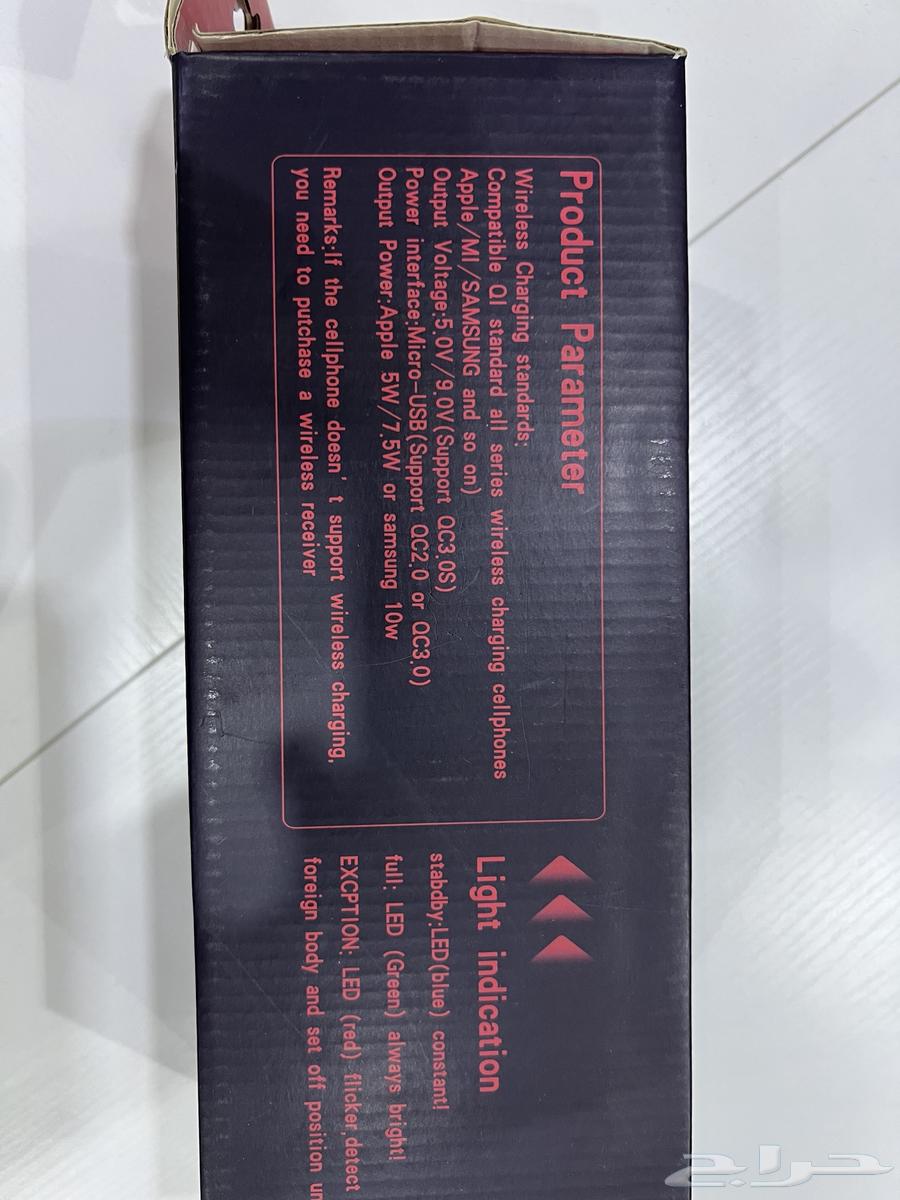 Product Parameter
Wireless Charging standards:
Compatible QI standard all series wireless charging cellphones
Apple/MI/SAMSUNG and so on)
Output Voltage:5.0V/9.0V(Support QC3.0S)
Power interface:Micro-USB(Support QC2.0 or QC3.0)
Output Power:Apple 5W/7.5W or samsung 10w
Remarks:If the cellphone doesn't support wireless charging,
you need to putchase a wireless receiver
Light indication
stabdby:LED(blue) constant!
full: LED (Green) always bright!
EXCPTION: LED (red) flicker,detect
foreign body and set off position
حراج